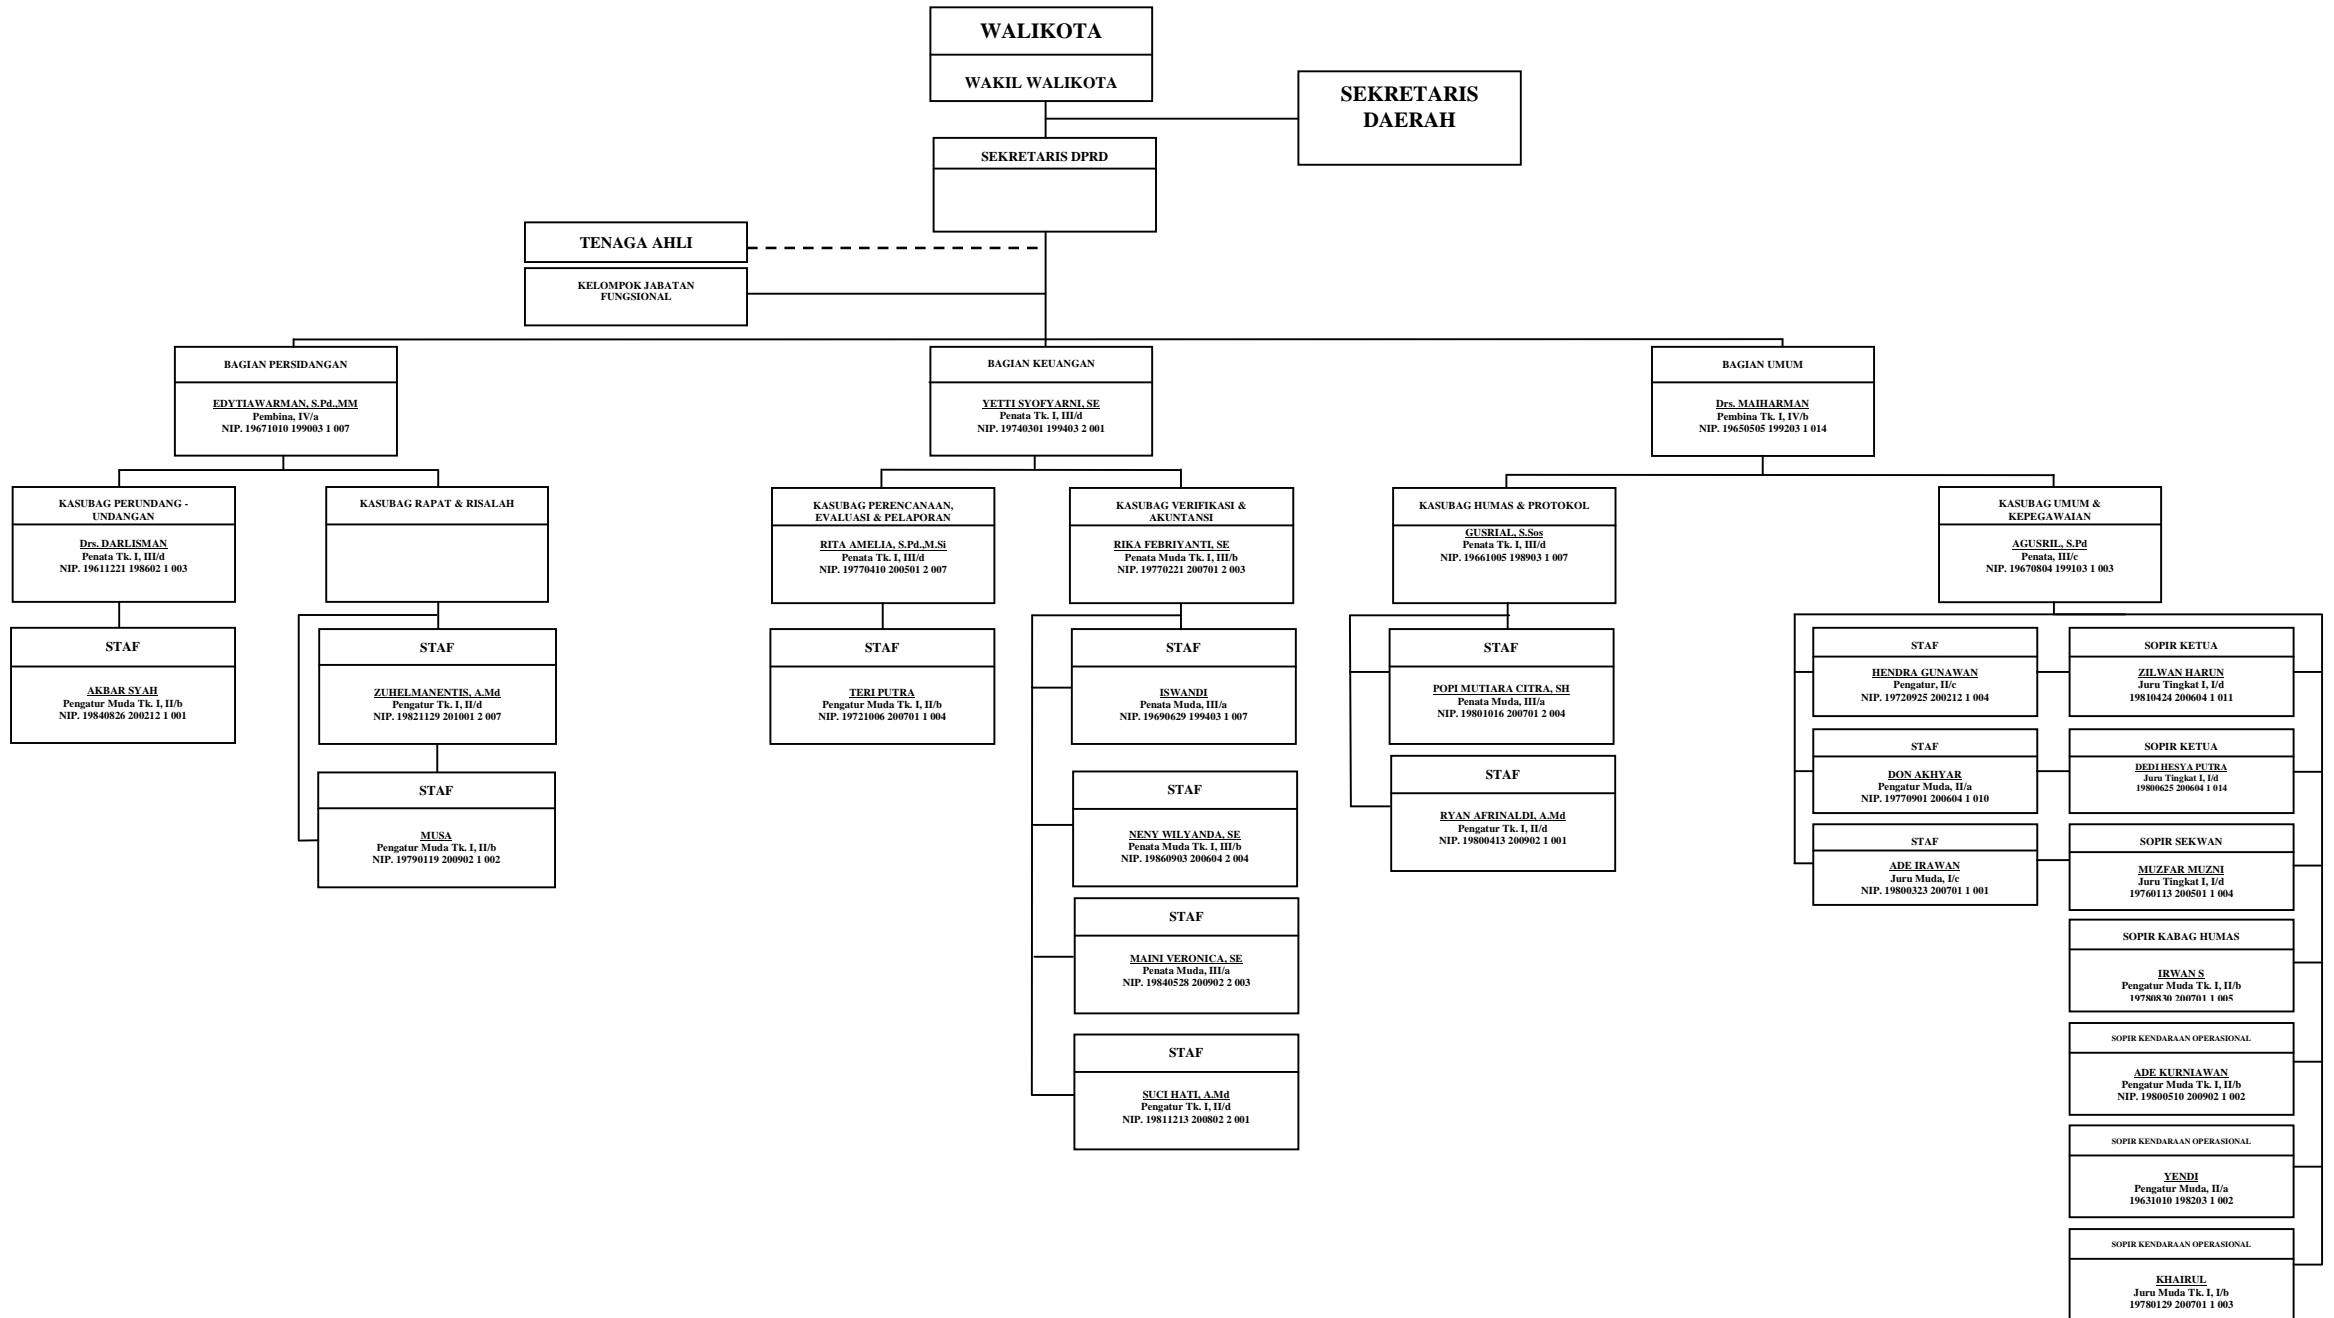 WALIKOTA
WAKIL WALIKOTA
SEKRETARIS
DAERAH
SEKRETARIS DPRD
TENAGA AHLI
KELOMPOK JABATAN
FUNGSIONAL
BAGIAN PERSIDANGAN
EDYTIAWARMAN, S.Pd.,MM
Pembina, IV/a
NIP. 19671010 199003 1 007
BAGIAN KEUANGAN
YETTI SYOFYARNI, SE
Penata Tk. I, III/d
NIP. 19740301 199403 2 001
BAGIAN UMUM
Drs. MAIHARMAN
Pembina Tk. I, IV/b
NIP. 19650505 199203 1 014
KASUBAG PERUNDANG -
UNDANGAN
Drs. DARLISMAN
Penata Tk. I, III/d
NIP. 19611221 198602 1 003
KASUBAG RAPAT & RISALAH
KASUBAG PERENCANAAN,
EVALUASI & PELAPORAN
RITA AMELIA, S.Pd.,M.Si
Penata Tk. I, III/d
NIP. 19770410 200501 2 007
KASUBAG VERIFIKASI &
AKUNTANSI
RIKA FEBRIYANTI, SE
Penata Muda Tk. I, III/b
NIP. 19770221 200701 2 003
KASUBAG HUMAS & PROTOKOL
GUSRIAL, S.Sos
Penata Tk. I, III/d
NIP. 19661005 198903 1 007
KASUBAG UMUM &
KEPEGAWAIAN
AGUSRIL, S.Pd
Penata, III/c
NIP. 19670804 199103 1 003
STAF
AKBAR SYAH
Pengatur Muda Tk. I, II/b
NIP. 19840826 200212 1 001
STAF
ZUHELMANENTIS, A.Md
Pengatur Tk. I, II/d
NIP. 19821129 201001 2 007
STAF
MUSA
Pengatur Muda Tk. I, II/b
NIP. 19790119 200902 1 002
STAF
TERI PUTRA
Pengatur Muda Tk. I, II/b
NIP. 19721006 200701 1 004
STAF
ISWANDI
Penata Muda, III/a
NIP. 19690629 199403 1 007
STAF
NENY WILYANDA, SE
Penata Muda Tk. I, III/b
NIP. 19860903 200604 2 004
STAF
MAINI VERONICA, SE
Penata Muda, III/a
NIP. 19840528 200902 2 003
STAF
SUCI HATI, A.Md
Pengatur Tk. I, II/d
NIP. 19811213 200802 2 001
STAF
POPI MUTIARA CITRA, SH
Penata Muda, III/a
NIP. 19801016 200701 2 004
STAF
RYAN AFRINALDI, A.Md
Pengatur Tk. I, II/d
NIP. 19800413 200902 1 001
STAF
HENDRA GUNAWAN
Pengatur, II/c
NIP. 19720925 200212 1 004
STAF
DON AKHYAR
Pengatur Muda, II/a
NIP. 19770901 200604 1 010
STAF
ADE IRAWAN
Juru Muda, I/c
NIP. 19800323 200701 1 001
SOPIR KETUA
ZILWAN HARUN
Juru Tingkat I, I/d
19810424 200604 1 011
SOPIR KETUA
DEDI HESYA PUTRA
Juru Tingkat I, I/d
19800625 200604 1 014
SOPIR SEKWAN
MUZFAR MUZNI
Juru Tingkat I, I/d
19760113 200501 1 004
SOPIR KABAG HUMAS
IRWAN S
Pengatur Muda Tk. I, II/b
19780830 200701 1 005
SOPIR KENDARAAN OPERASIONAL
ADE KURNIAWAN
Pengatur Muda Tk. I, II/b
NIP. 19800510 200902 1 002
SOPIR KENDARAAN OPERASIONAL
YENDI
Pengatur Muda, II/a
19631010 198203 1 002
SOPIR KENDARAAN OPERASIONAL
KHAIRUL
Juru Muda Tk. I, I/b
19780129 200701 1 003